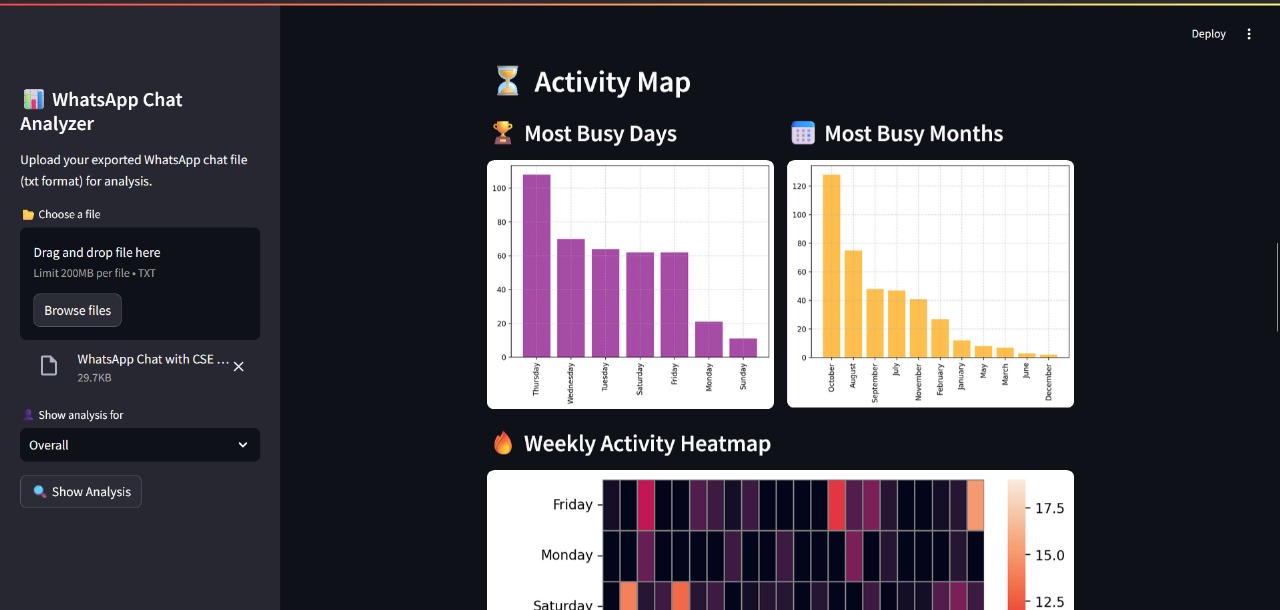 Deploy
WhatsApp Chat
Analyzer
Upload your exported WhatsApp chat file
(txt format) for analysis.
Choose a file
Drag and drop file here
Limit 200MB per file • TXT
Browse files
WhatsApp Chat with CSE ...
29.7KB
Show analysis for
Overall
Show Analysis
Activity Map
Most Busy Days
100
80
60
40
20
0
Thursday
Wednesday
Tuesday
Saturday
Friday
Monday
Sunday
Most Busy Months
120
100
80
60
40
20
0
October
August
September
July
November
February
January
May
March
June
December
Weekly Activity Heatmap
Friday
Monday
Saturday
17.5
15.0
12.5